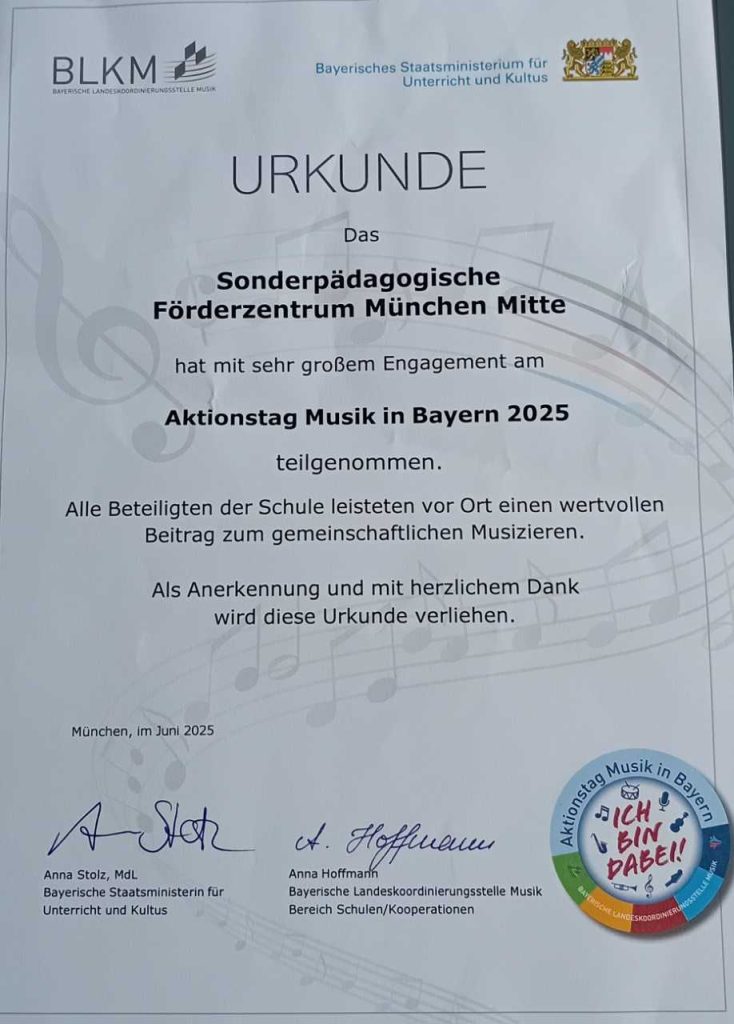 BLKM
BAYERISCHE LANDESKOORDINIERUNGSSTELLE MUSIK
Bayerisches Staatsministerium für
Unterricht und Kultus
URKUNDE
Das
Sonderpädagogische
Förderzentrum München Mitte
hat mit sehr großem Engagement am
Aktionstag Musik in Bayern 2025
teilgenommen.
Alle Beteiligten der Schule leisteten vor Ort einen wertvollen
Beitrag zum gemeinschaftlichen Musizieren.
Als Anerkennung und mit herzlichem Dank
wird diese Urkunde verliehen.
München, im Juni 2025
A Stolz
Anna Stolz, MdL
Bayerische Staatsministerin für
Unterricht und Kultus
A. Hoffmann
Anna Hoffmann
Bayerische Landeskoordinierungsstelle Musik
Bereich Schulen/Kooperationen
Aktionstag Musik in Bayern
ICH
BIN
DABEI!
BAYERISCHE LANDESKOORDINIERUNGSSTELLE MUSIK